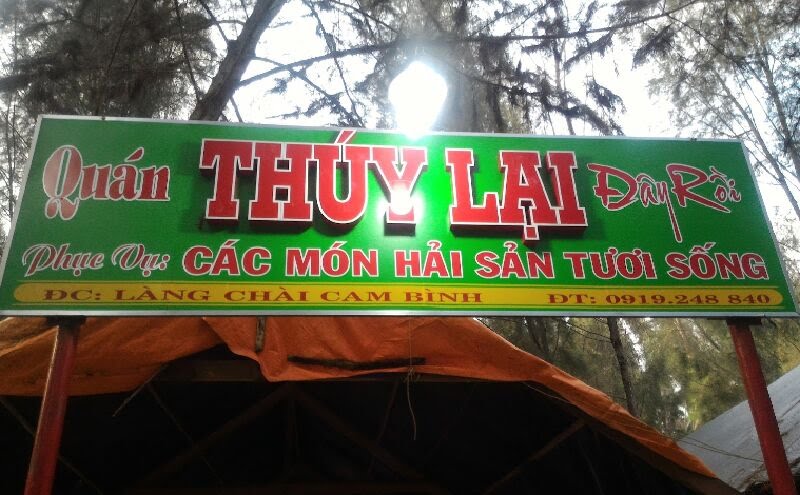 Quán THÚY LẠI Đây Rồi
Phục Vụ: CÁC MÓN HẢI SẢN TƯƠI SỐNG
ĐC: LÀNG CHÀI CAM BÌNH ĐT: 0919.248 840